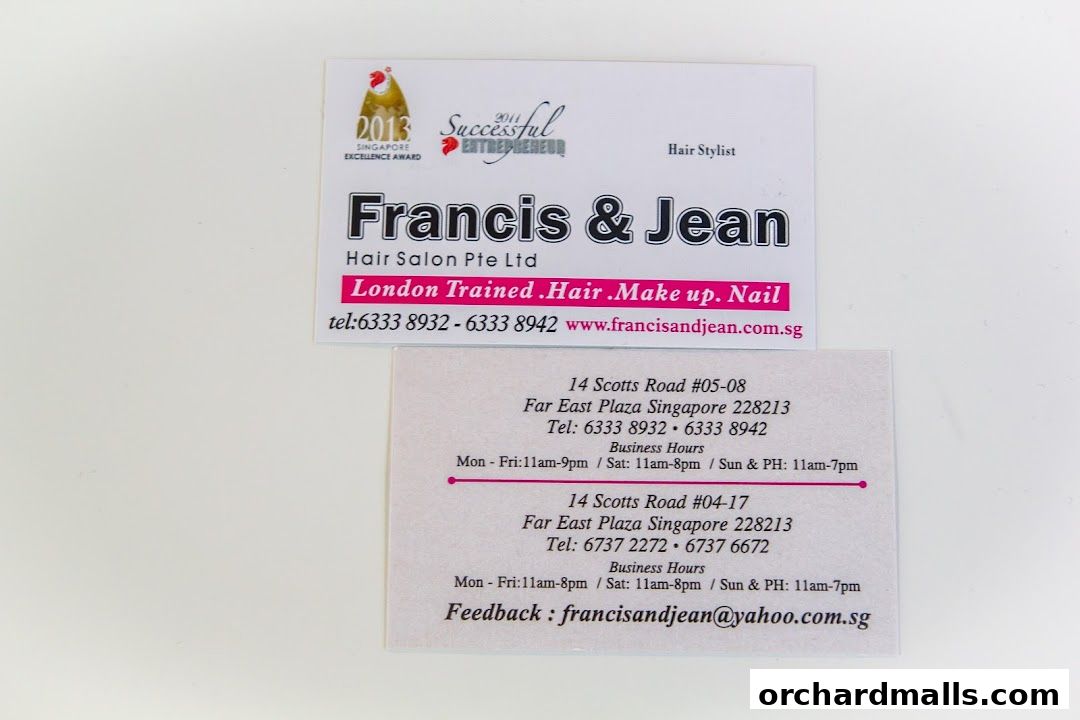 2013
SINGAPORE
EXCELLENCE AWARD
2011
Successful
ENTREPRENEUR
Hair Stylist
Francis & Jean
Hair Salon Pte Ltd
London Trained .Hair .Make up. Nail
tel:6333 8932 - 6333 8942 www.francisandjean.com.sg
14 Scotts Road #05-08
Far East Plaza Singapore 228213
Tel: 6333 8932 • 6333 8942
Business Hours
Mon - Fri:11am-9pm / Sat: 11am-8pm / Sun & PH: 11am-7pm
14 Scotts Road #04-17
Far East Plaza Singapore 228213
Tel: 6737 2272 • 6737 6672
Business Hours
Mon - Fri:11am-8pm / Sat: 11am-8pm / Sun & PH: 11am-7pm
Feedback : francisandjean@yahoo.com.sg
orchardmalls.com